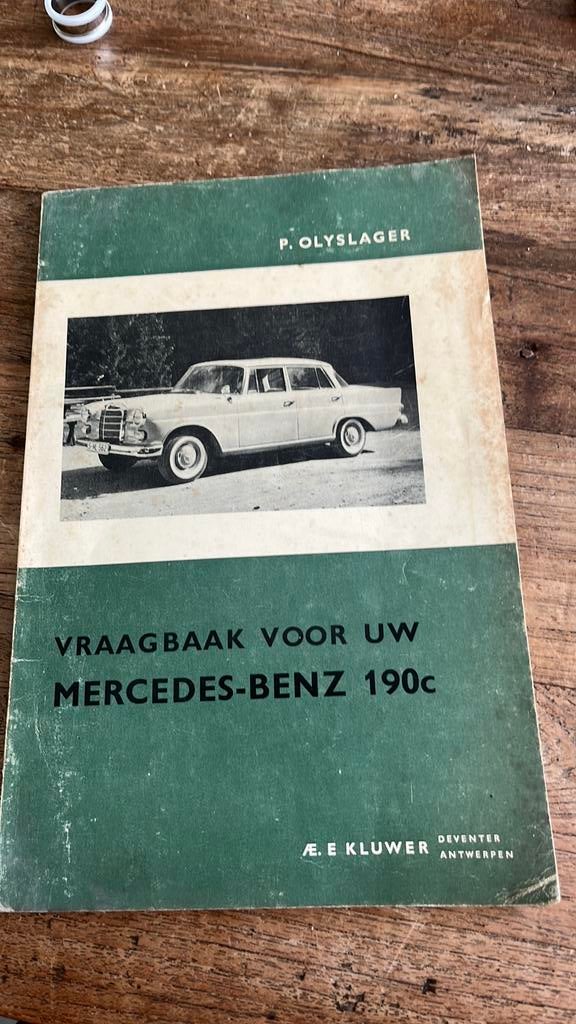 P. OLYSLAGER
VRAAGBAAK VOOR UW
MERCEDES-BENZ 190c
Æ. E KLUWER DEVENTER
ANTWERPEN